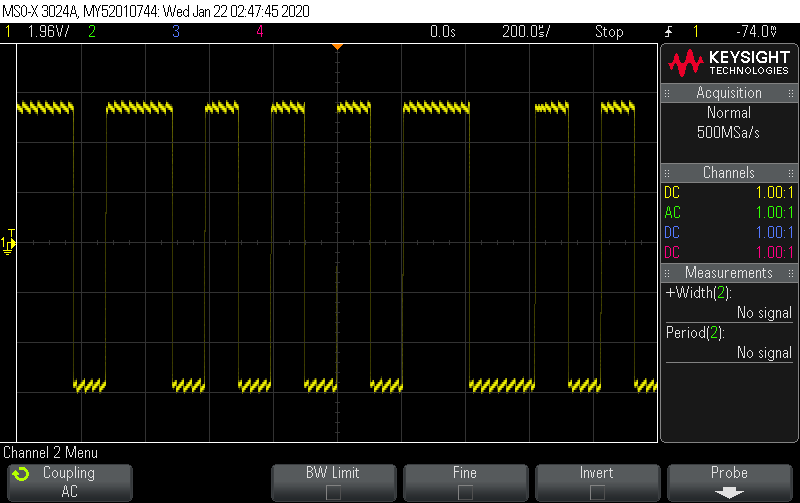 MSO-X 3024A, MY52010744: Wed Jan 22 02:47:45 2020
1 1.96V/ 2 3 4 0.0s 200.0us/ Stop 1 -74.0V
T
1
KEYSIGHT
TECHNOLOGIES
Acquisition
Normal
500MSa/s
Channels
DC 1.00:1
AC 1.00:1
DC 1.00:1
DC 1.00:1
Measurements
+Width(2):
No signal
Period(2):
No signal
Channel 2 Menu
Coupling
AC
BW Limit
Fine
Invert
Probe